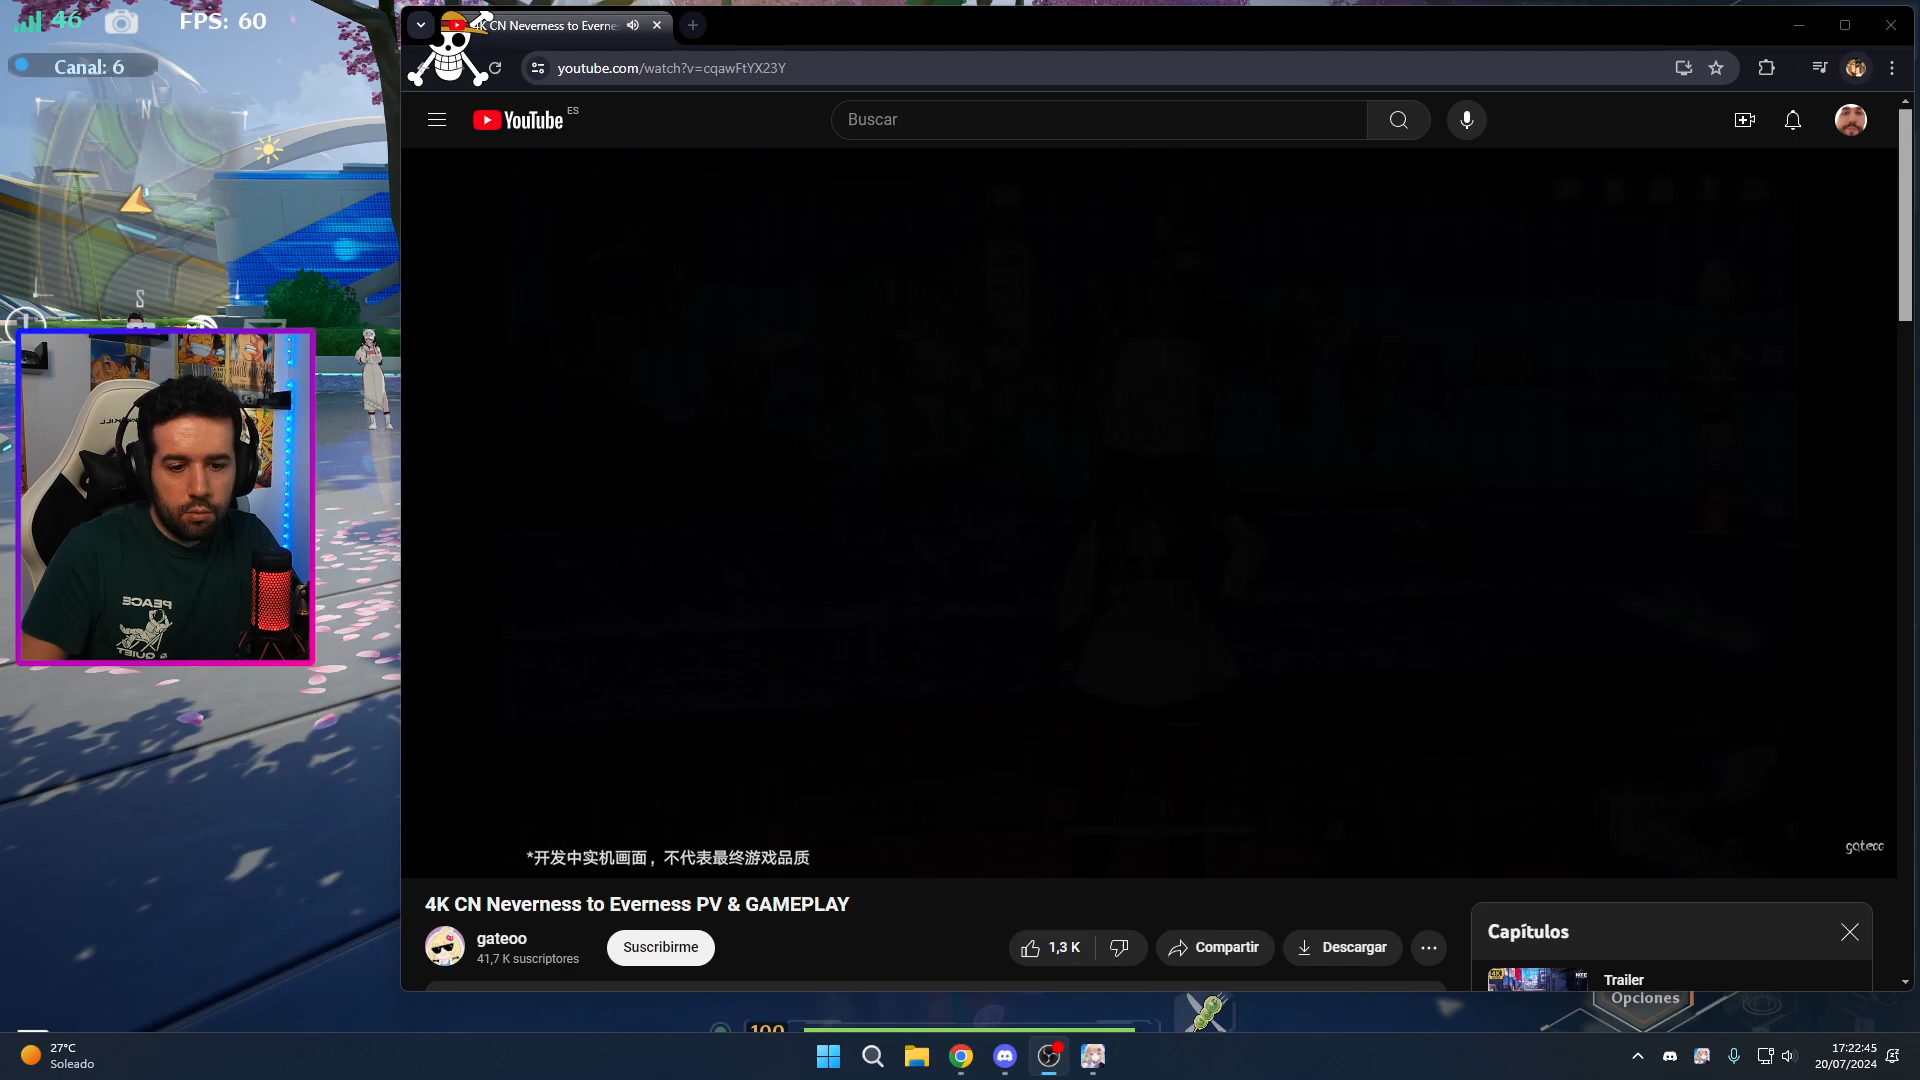 46
FPS: 60
Canal: 6
N
S
4K CN Neverness to Everne
youtube.com/watch?v=cqawFtYX23Y
YouTube
ES
Buscar
PEACE
& QUIET
*开发中实机画面，不代表最终游戏品质
gateoo
4K CN Neverness to Everness PV & GAMEPLAY
gateoo
41,7 K suscriptores
Suscribirme
1,3 K
Compartir
Descargar
Capítulos
Trailer
Opciones
100
27°C
Soleado
17:22:45
20/07/2024